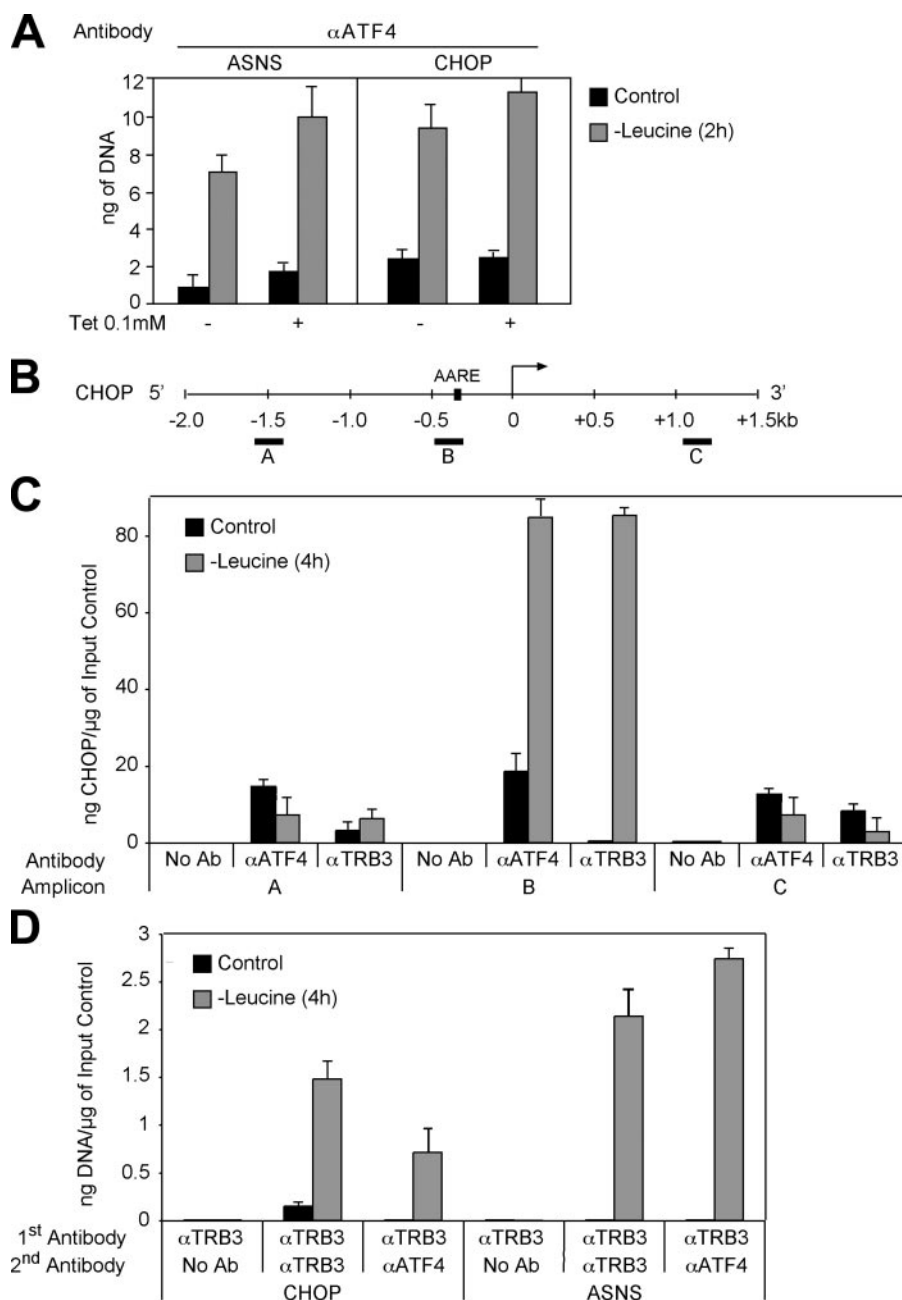 A
Antibody αATF4
ASNS CHOP
ng of DNA
12
10
8
6
4
2
0
Control
-Leucine (2h)
Tet 0.1mM - + - +
B
AARE
CHOP 5’ 3’
-2.0 -1.5 -1.0 -0.5 0 +0.5 +1.0 +1.5kb
A B C
C
Control
-Leucine (4h)
ng CHOP/µg of Input Control
80
60
40
20
0
Antibody No Ab αATF4 αTRB3 No Ab αATF4 αTRB3 No Ab αATF4 αTRB3
Amplicon A B C
D
Control
-Leucine (4h)
ng DNA/µg of Input Control
3
2.5
2
1.5
1
0.5
0
1st Antibody αTRB3 αTRB3 αTRB3 αTRB3 αTRB3 αTRB3
2nd Antibody No Ab αTRB3 αATF4 No Ab αTRB3 αATF4
CHOP ASNS